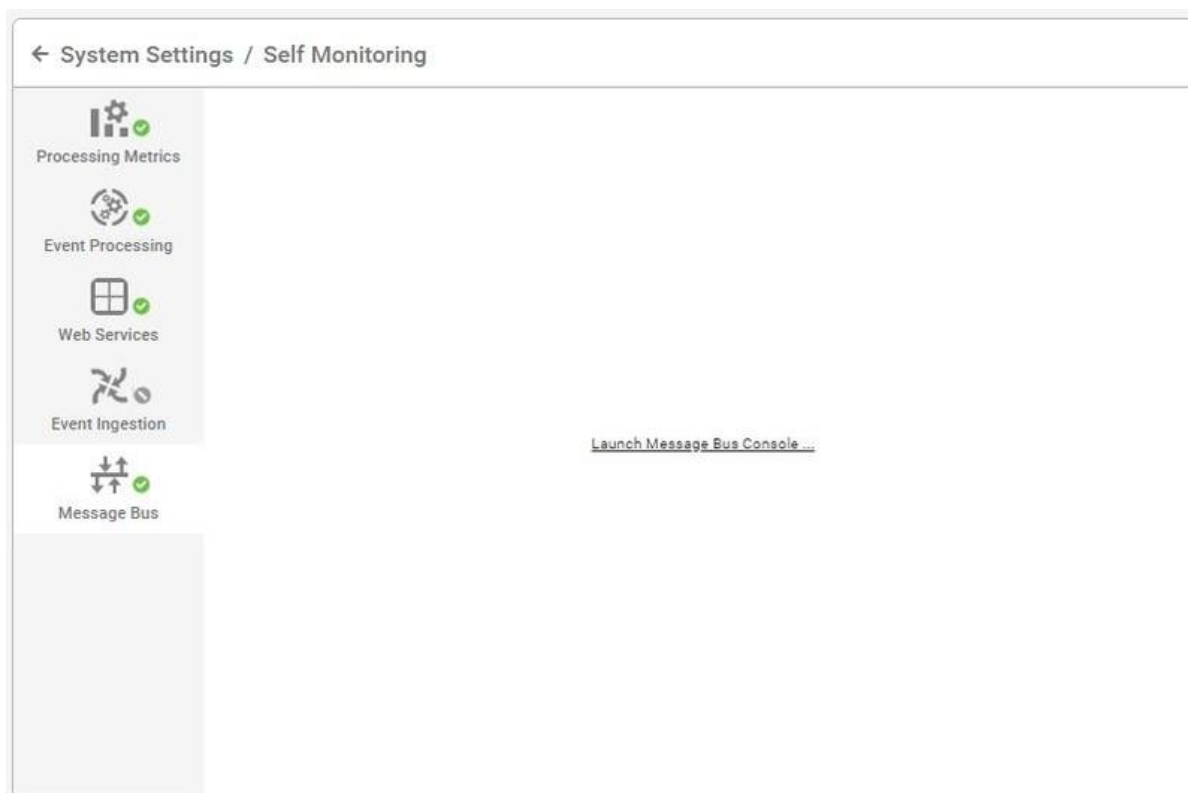 ← System Settings / Self Monitoring
Processing Metrics
Event Processing
Web Services
Event Ingestion
Launch Message Bus Console ...
Message Bus